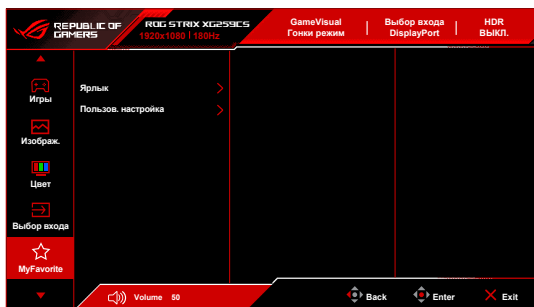 REPUBLIC OF
GAMERS
ROG STRIX XG259CS
1920x1080 | 180Hz
GameVisual
Гонки режим
Выбор входа
DisplayPort
HDR
ВЫКЛ.
Игры
Изображ.
Цвет
Выбор входа
MyFavorite
Ярлык
Пользов. настройка
Volume 50
Back
Enter
Exit